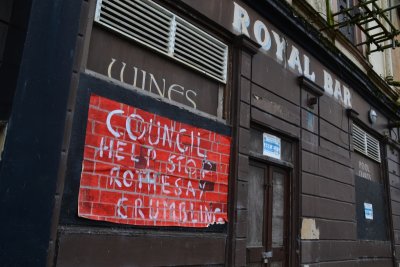 ROYAL BAR
WINES
COUNCIL
HELP STOP
ROTHESAY
CRUMBLING